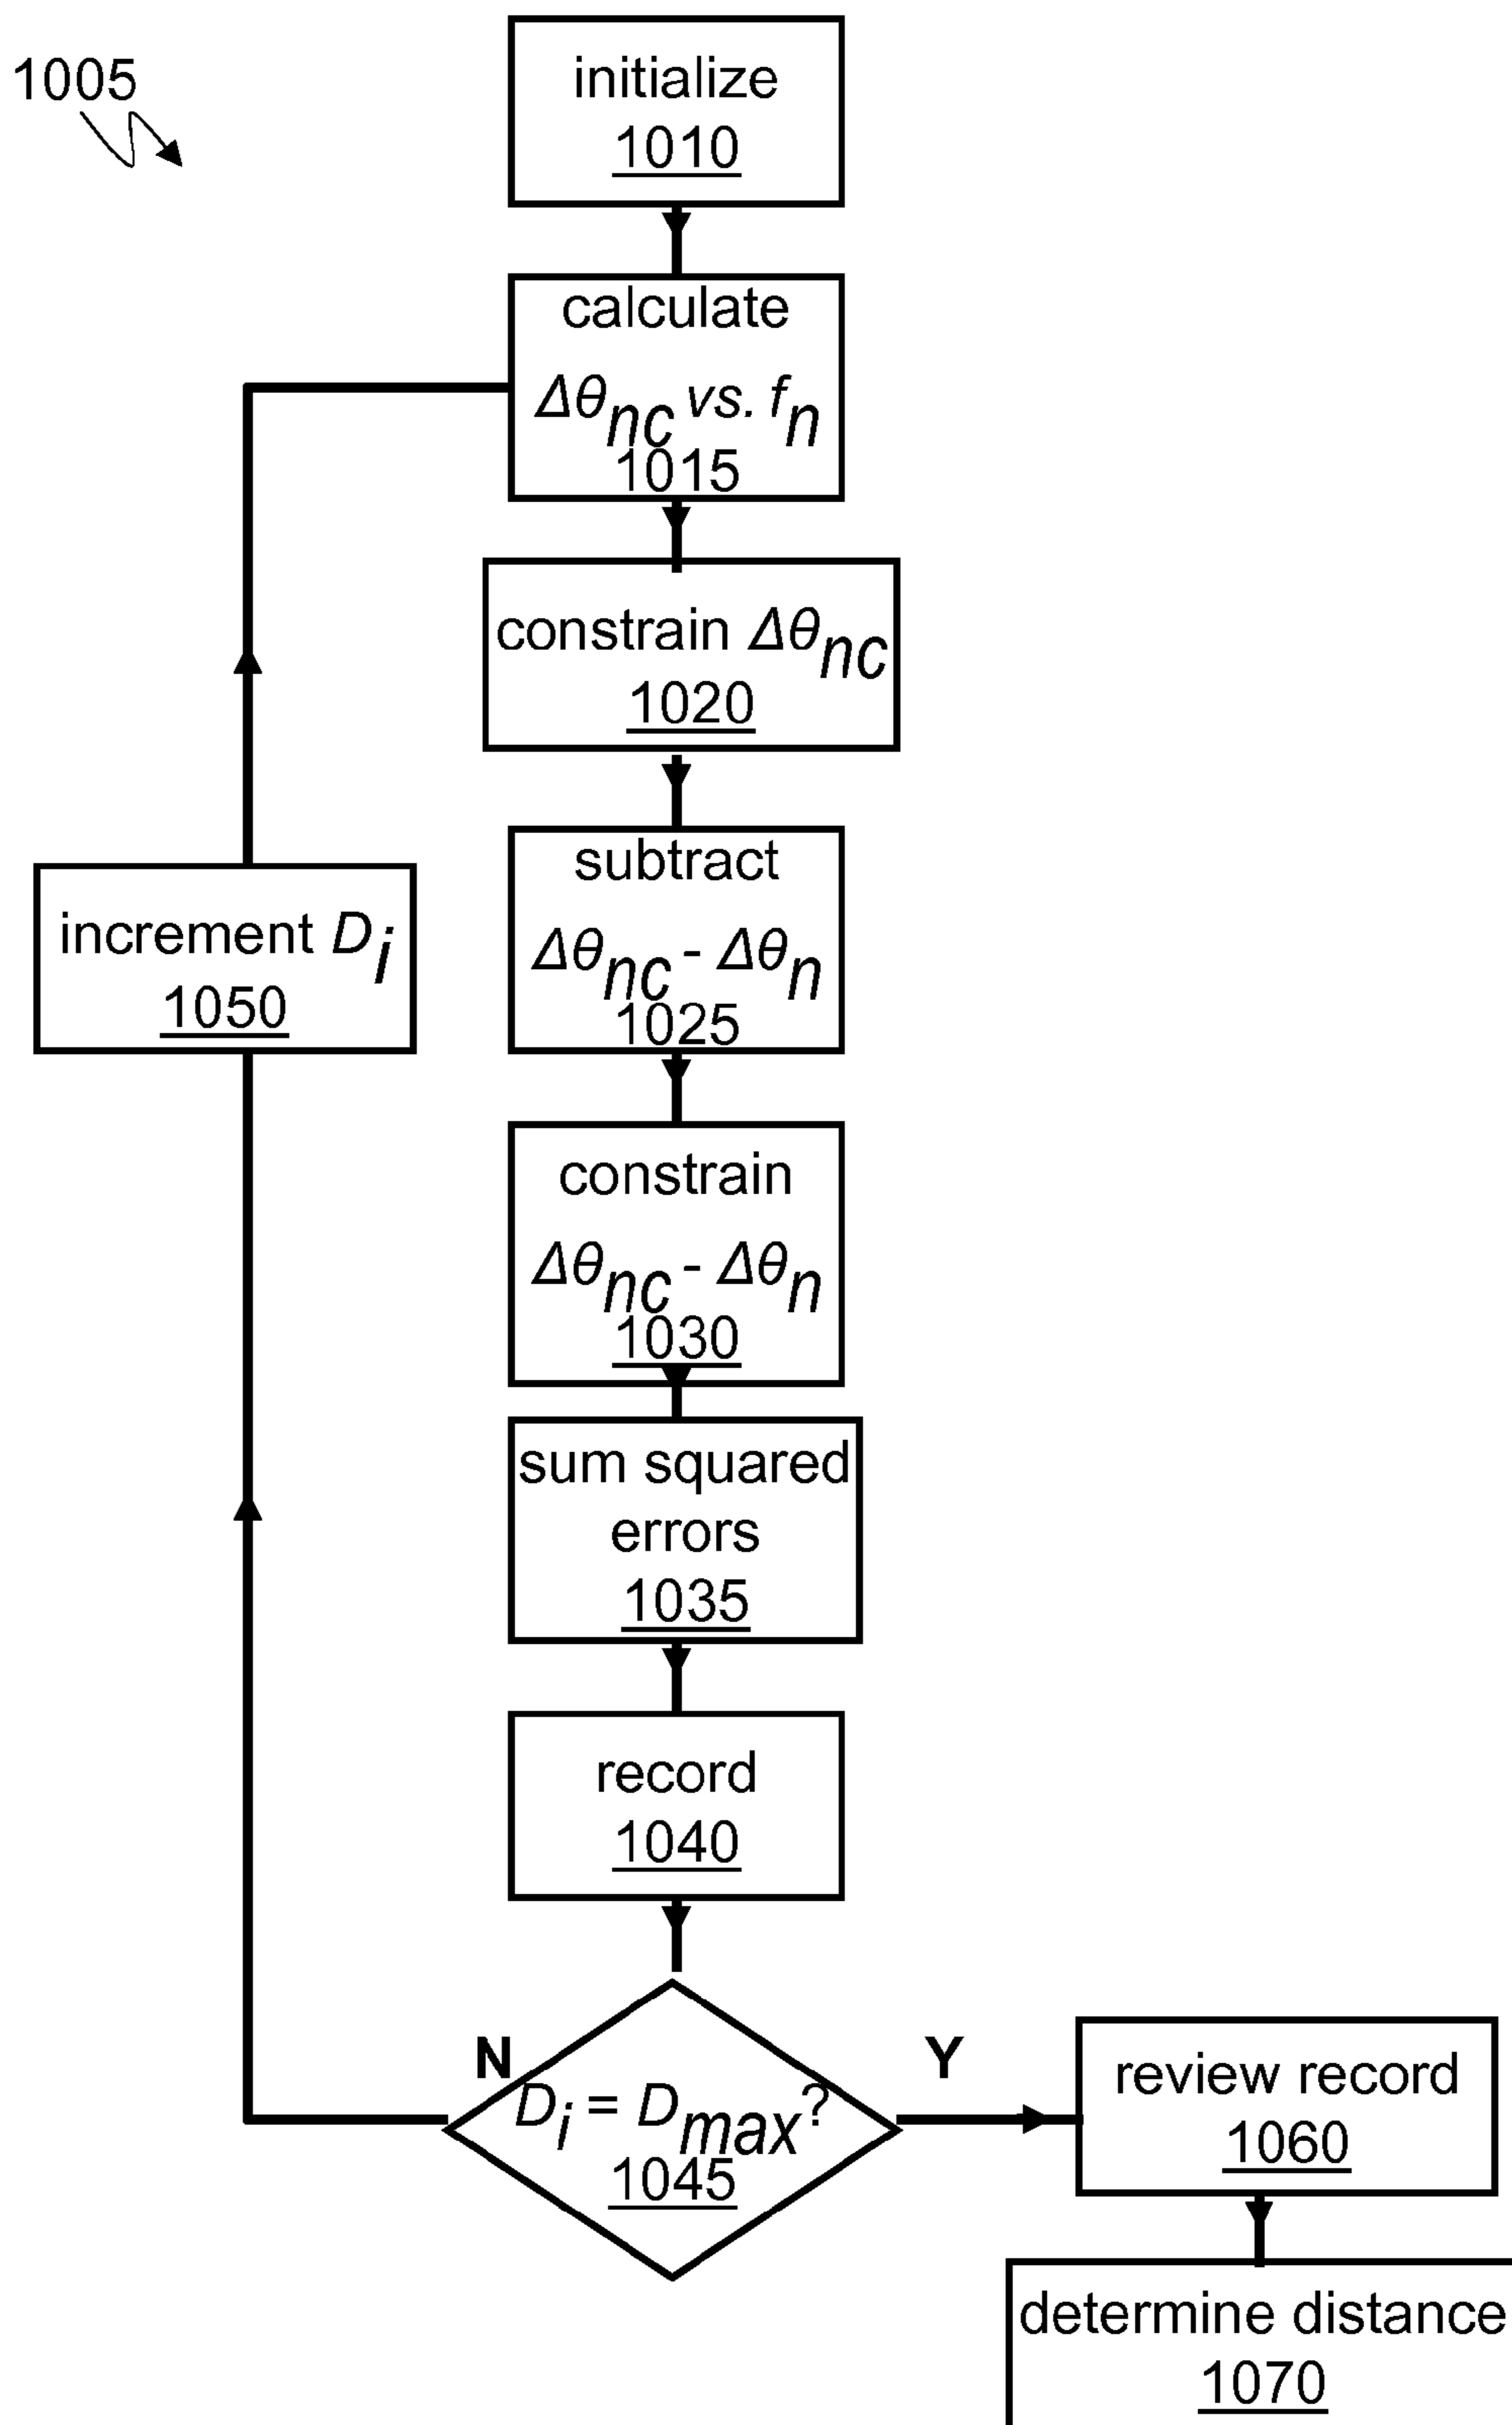 1005
initialize
1010
calculate
Δθnc vs. fn
1015
constrain Δθnc
1020
subtract
Δθnc - Δθn
1025
increment Di
1050
constrain
Δθnc - Δθn
1030
sum squared
errors
1035
record
1040
N
Di = Dmax?
1045
Y
review record
1060
determine distance
1070